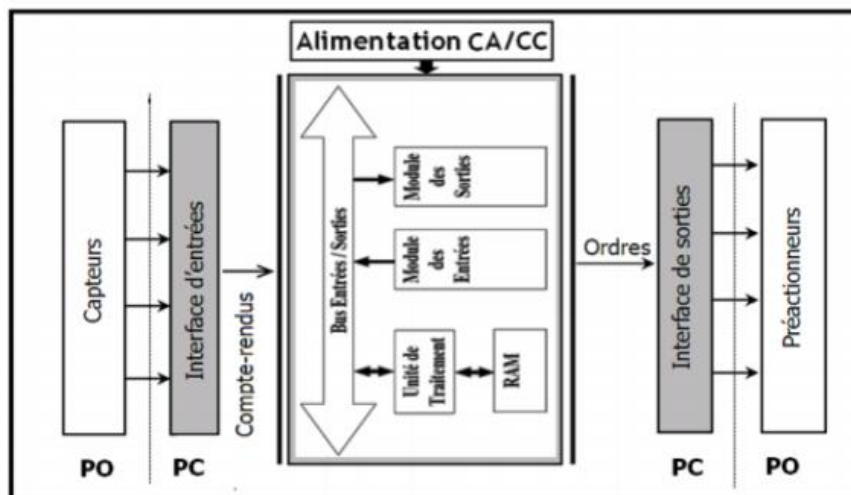 Alimentation CA/CC
Capteurs
Interface d'entrées
Compte-rendus
Bus Entrées / Sorties
Module
des
Sorties
Module
des
Entrées
Unité de
Traitement
RAM
Ordres
Interface de sorties
Préactionneurs
PO
PC
PC
PO